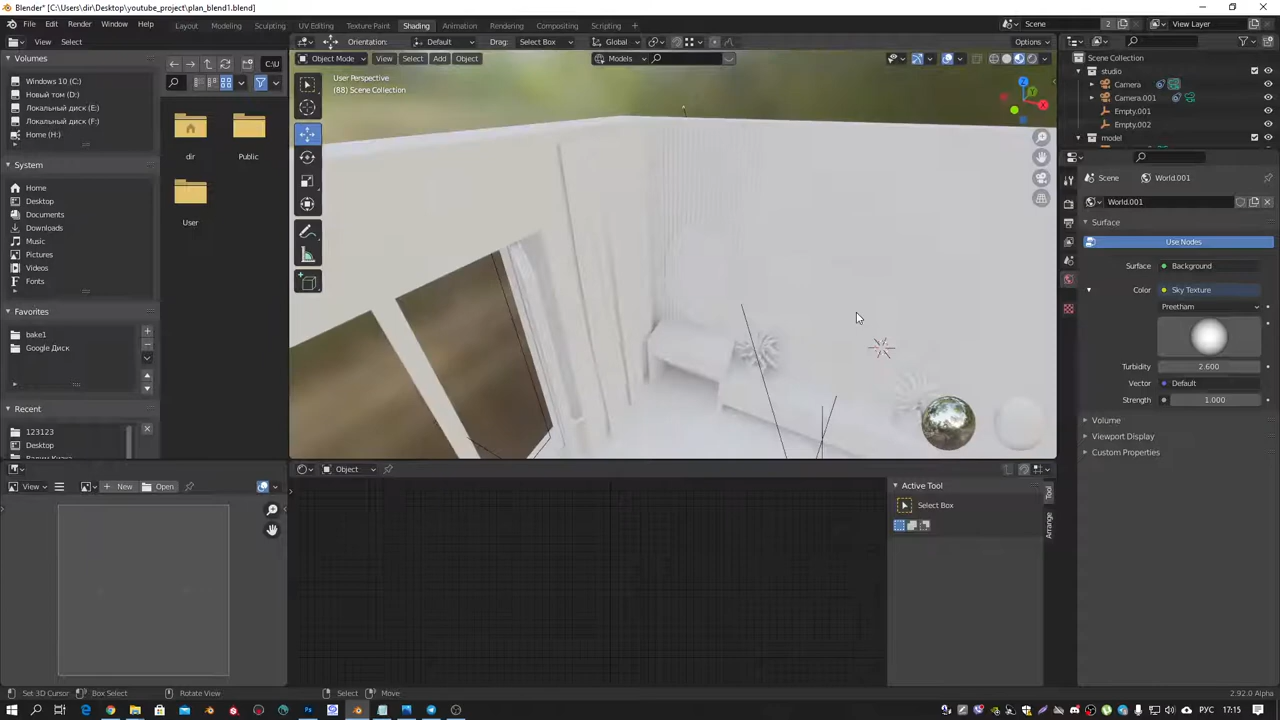 Blender* [C:\Users\dir\Desktop\youtube_project\plan_blend1.blend]
File Edit Render Window Help Layout Modeling Sculpting UV Editing Texture Paint Shading Animation Rendering Compositing Scripting Scene 2 View Layer
View Select Orientation: Default Drag: Select Box Global Options
Volumes C:\U Object Mode View Select Add Object Models Scene Collection
Windows 10 (C:) User Perspective studio
Новый том (D:) (88) Scene Collection Camera
Локальный диск (E:) Camera.001
Локальный диск (F:) Empty.001
Home (H:) Empty.002
dir Public model
System
Home Scene World.001
Desktop World.001
Documents User Surface
Downloads Use Nodes
Music
Pictures Surface Background
Videos Color Sky Texture
Fonts Preetham
Favorites
bake1
Google Диск Turbidity 2.600
Vector Default
Strength 1.000
Recent Volume
123123 Viewport Display
Desktop Custom Properties
Object
View New Open Active Tool
Select Box
Tool
Arrange
Set 3D Cursor Box Select Rotate View Select Move 2.92.0 Alpha
РУС 17:15